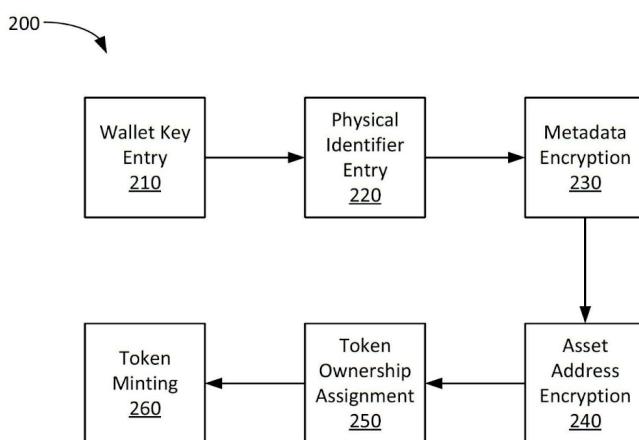 200
Wallet Key
Entry
210
Physical
Identifier
Entry
220
Metadata
Encryption
230
Asset
Address
Encryption
240
Token
Ownership
Assignment
250
Token
Minting
260